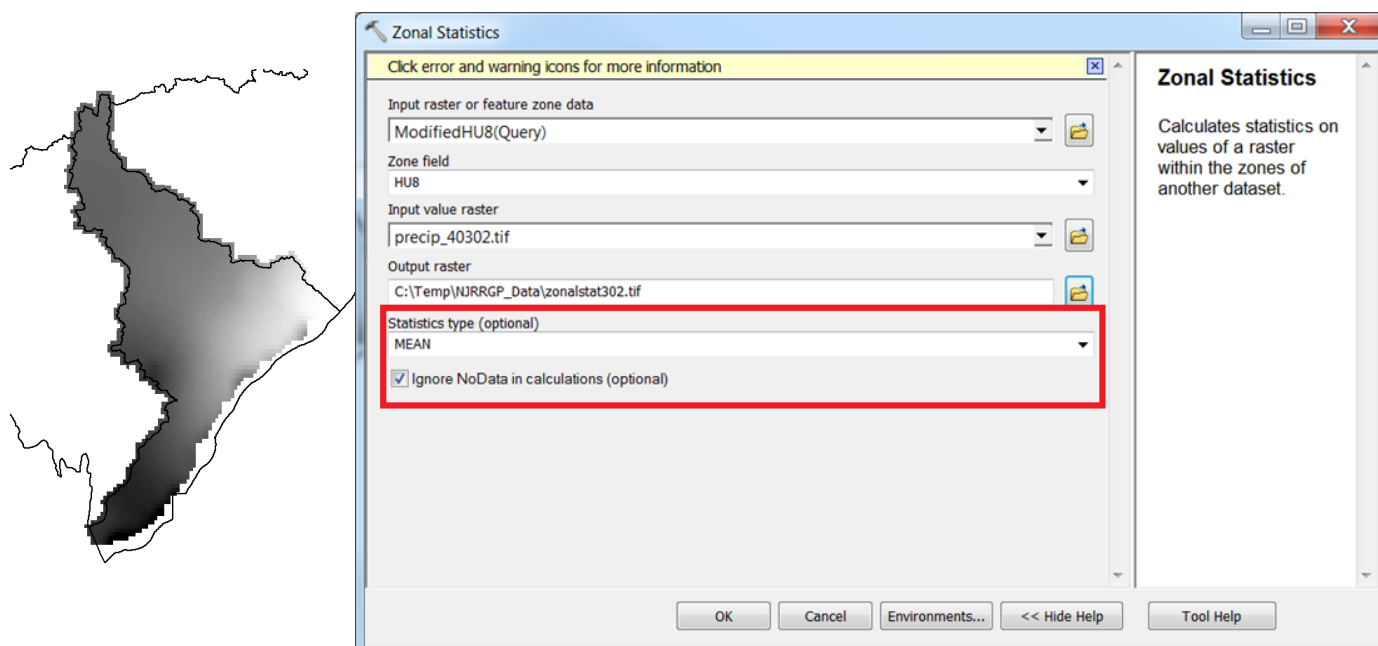 Zonal Statistics
Click error and warning icons for more information
Input raster or feature zone data
ModifiedHU8(Query)
Zone field
HU8
Input value raster
precip_40302.tif
Output raster
C:\Temp\NJRRGP_Data\zonalstat302.tif
Statistics type (optional)
MEAN
Ignore NoData in calculations (optional)
Zonal Statistics
Calculates statistics on
values of a raster
within the zones of
another dataset.
OK
Cancel
Environments...
<< Hide Help
Tool Help